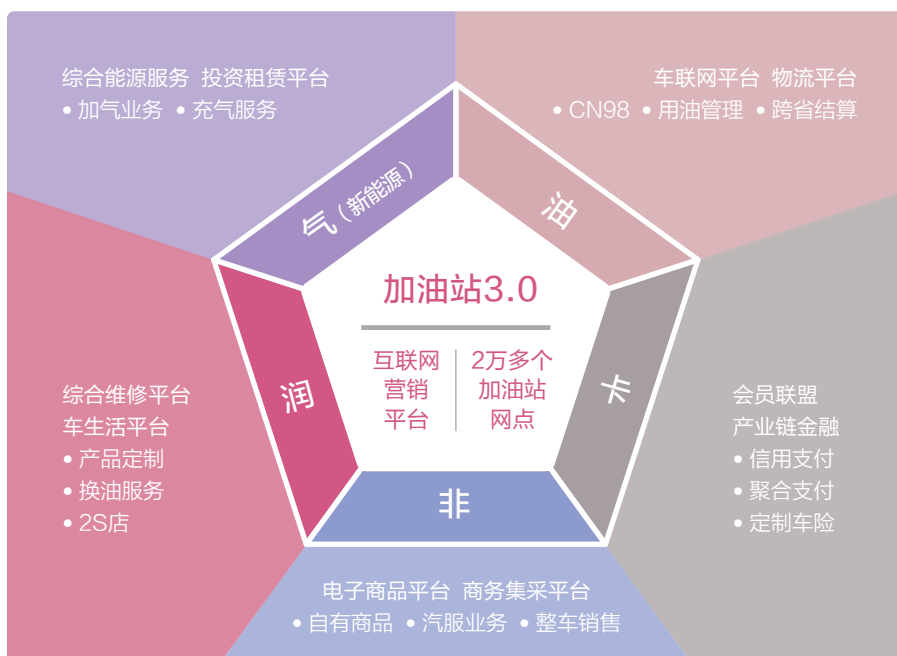 综合能源服务 投资租赁平台
• 加气业务 • 充气服务
车联网平台 物流平台
• CN98 • 用油管理 • 跨省结算
气（新能源）
油
加油站3.0
互联网
营销
平台
2万多个
加油站
网点
润
卡
非
综合维修平台
车生活平台
• 产品定制
• 换油服务
• 2S店
会员联盟
产业链金融
• 信用支付
• 聚合支付
• 定制车险
电子商品平台 商务集采平台
• 自有商品 • 汽服业务 • 整车销售